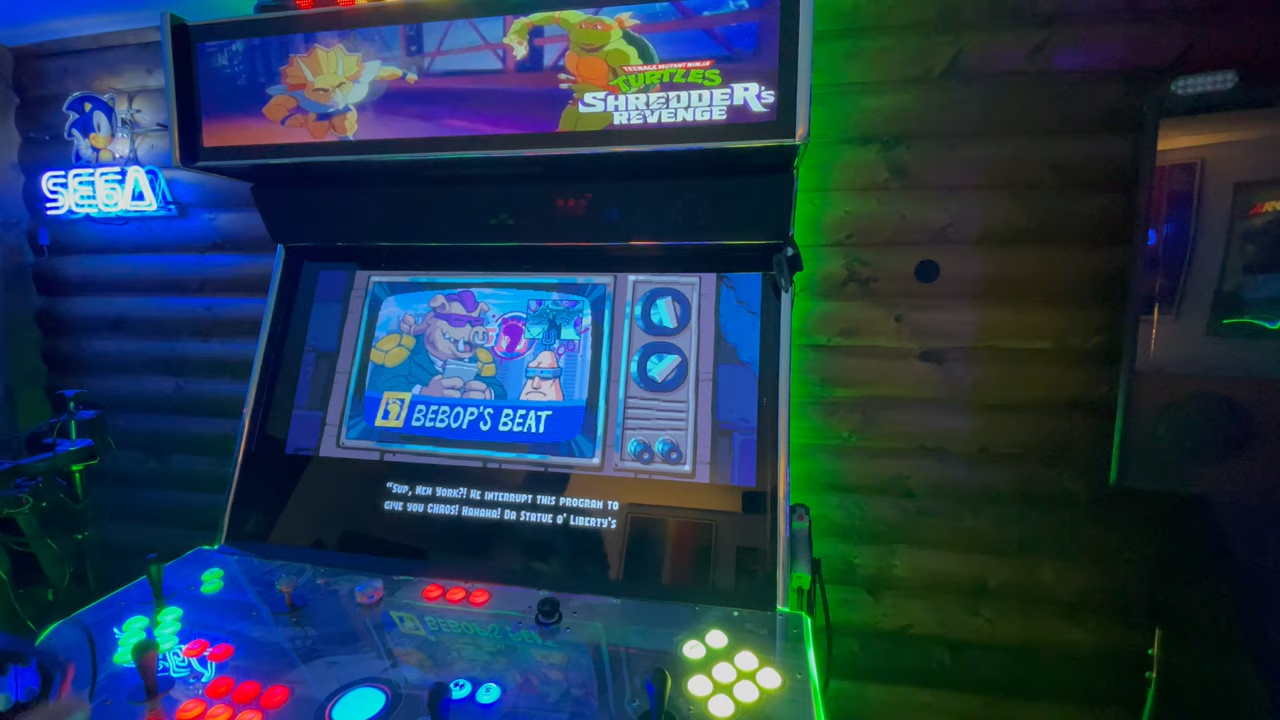 TEENAGE MUTANT NINJA
TURTLES
SHREDDER'S
REVENGE
SEGA
BEBOP'S BEAT
"SUP, NEW YORK?! WE INTERRUPT THIS PROGRAM TO
GIVE YOU CHAOS! HAHAHA! DA STATUE O' LIBERTY'S